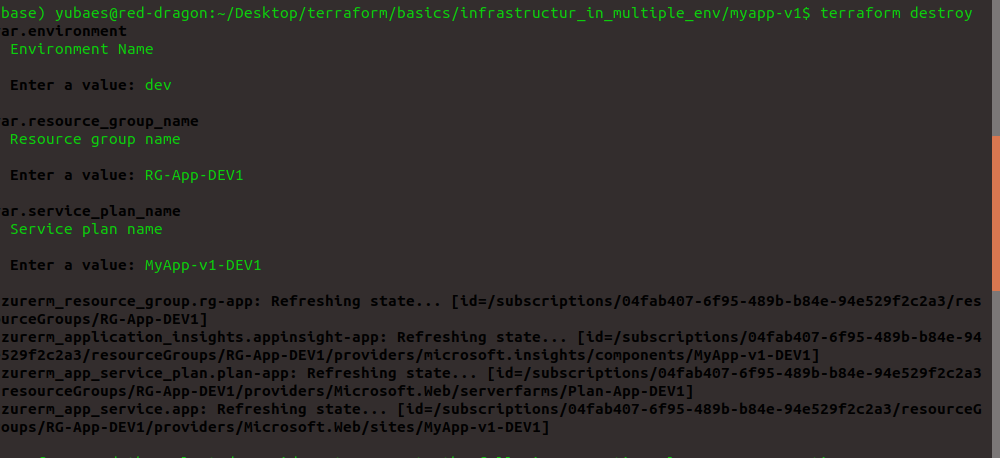 base) yubaes@red-dragon:~/Desktop/terraform/basics/infrastructur_in_multiple_env/myapp-v1$ terraform destroy
ar.environment
Environment Name
Enter a value: dev
ar.resource_group_name
Resource group name
Enter a value: RG-App-DEV1
ar.service_plan_name
Service plan name
Enter a value: MyApp-v1-DEV1
zurerm_resource_group.rg-app: Refreshing state... [id=/subscriptions/04fab407-6f95-489b-b84e-94e529f2c2a3/res
urceGroups/RG-App-DEV1]
zurerm_application_insights.appinsight-app: Refreshing state... [id=/subscriptions/04fab407-6f95-489b-b84e-94
529f2c2a3/resourceGroups/RG-App-DEV1/providers/microsoft.insights/components/MyApp-v1-DEV1]
zurerm_app_service_plan.plan-app: Refreshing state... [id=/subscriptions/04fab407-6f95-489b-b84e-94e529f2c2a3
resourceGroups/RG-App-DEV1/providers/Microsoft.Web/serverfarms/Plan-App-DEV1]
zurerm_app_service.app: Refreshing state... [id=/subscriptions/04fab407-6f95-489b-b84e-94e529f2c2a3/resourceG
oups/RG-App-DEV1/providers/Microsoft.Web/sites/MyApp-v1-DEV1]